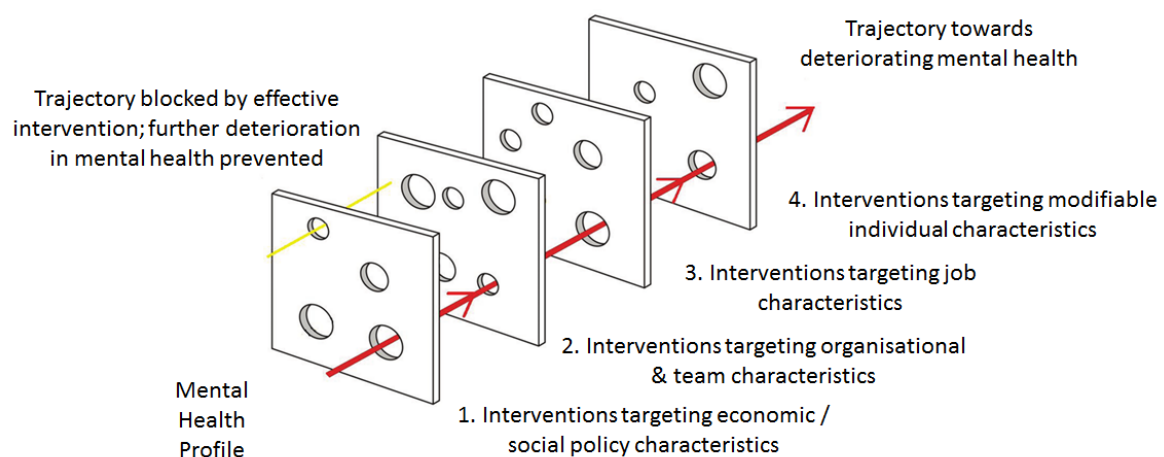 Trajectory towards
deteriorating mental health
Trajectory blocked by effective
intervention; further deterioration
in mental health prevented
4. Interventions targeting modifiable
individual characteristics
3. Interventions targeting job
characteristics
2. Interventions targeting organisational
& team characteristics
1. Interventions targeting economic /
social policy characteristics
Mental
Health
Profile